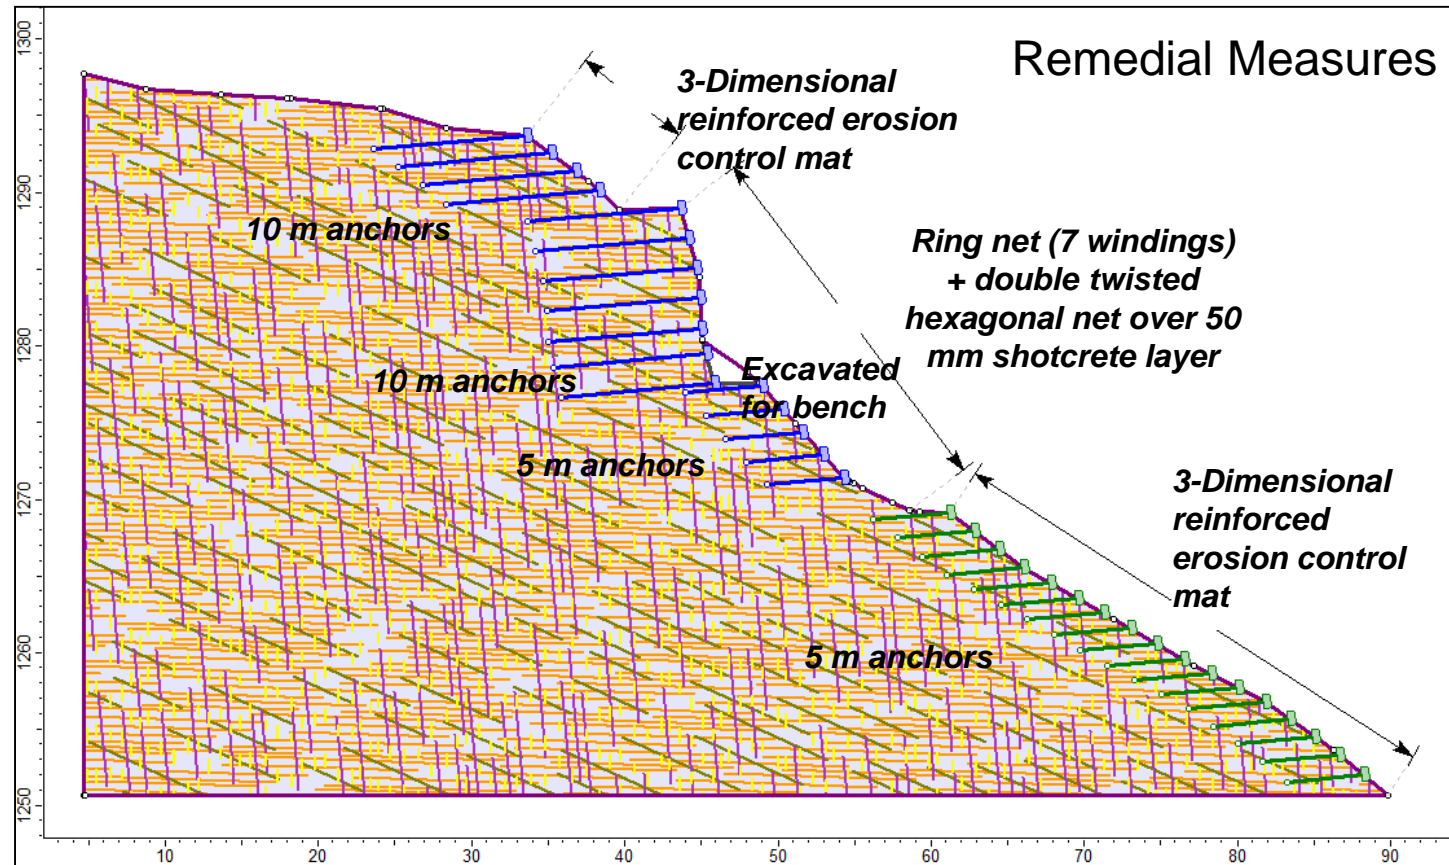 Remedial Measures
3-Dimensional
reinforced erosion
control mat
10 m anchors
Ring net (7 windings)
+ double twisted
hexagonal net over 50
mm shotcrete layer
10 m anchors
Excavated
for bench
5 m anchors
3-Dimensional
reinforced
erosion control
mat
5 m anchors
1300
1290
1280
1270
1260
1250
10 20 30 40 50 60 70 80 90